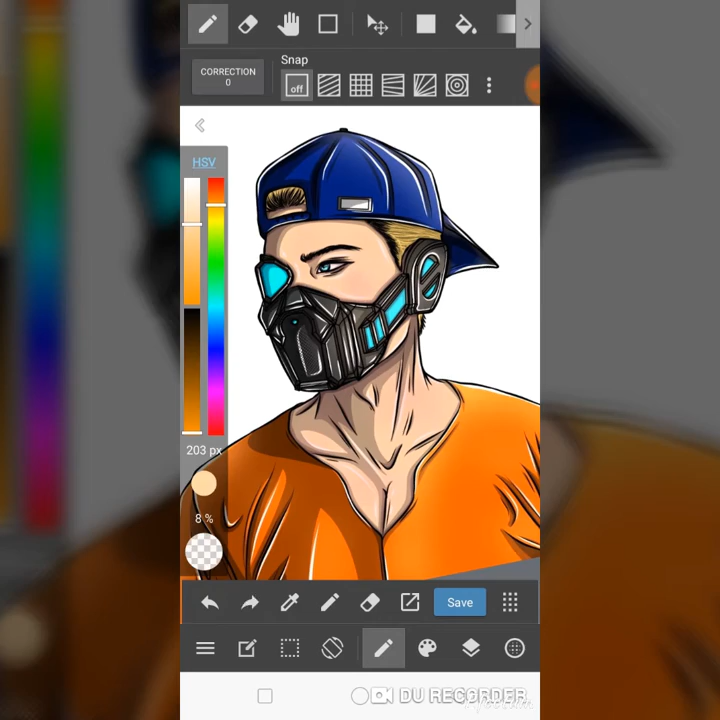 Snap
CORRECTION
0
off
HSV
203 px
8 %
Save
DU RECORDER